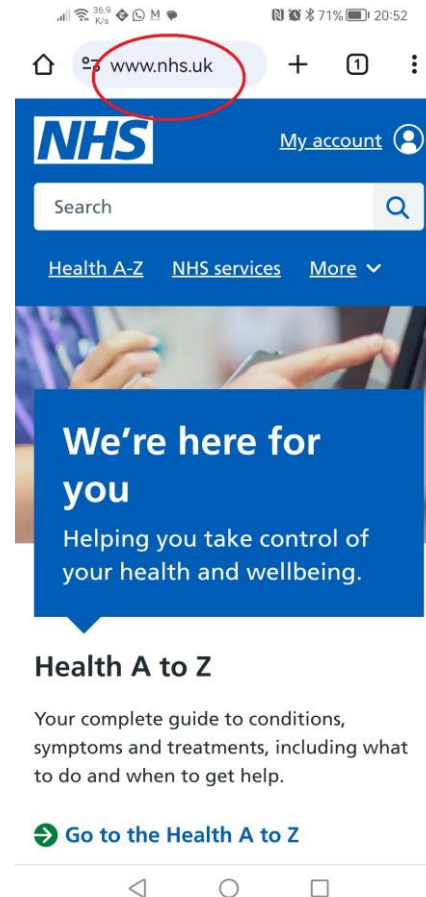 36.9 K/s M 71% 20:52
www.nhs.uk 1
NHS My account
Search
Health A-Z NHS services More
We're here for
you
Helping you take control of
your health and wellbeing.
Health A to Z
Your complete guide to conditions,
symptoms and treatments, including what
to do and when to get help.
Go to the Health A to Z